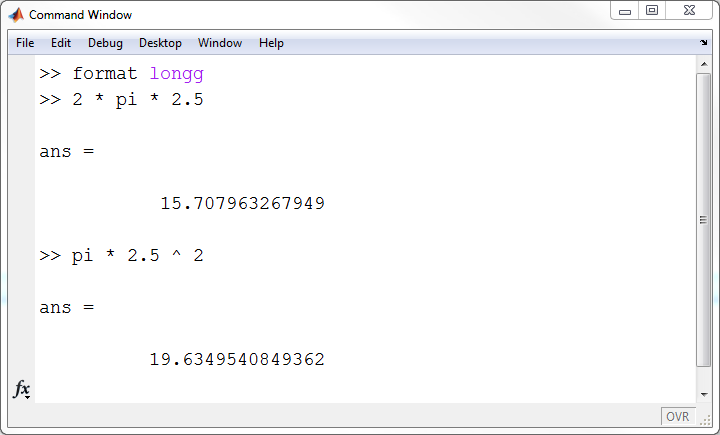 Command Window
File Edit Debug Desktop Window Help
>> format longg
>> 2 * pi * 2.5
ans =
15.707963267949
>> pi * 2.5 ^ 2
ans =
19.6349540849362
fx
OVR